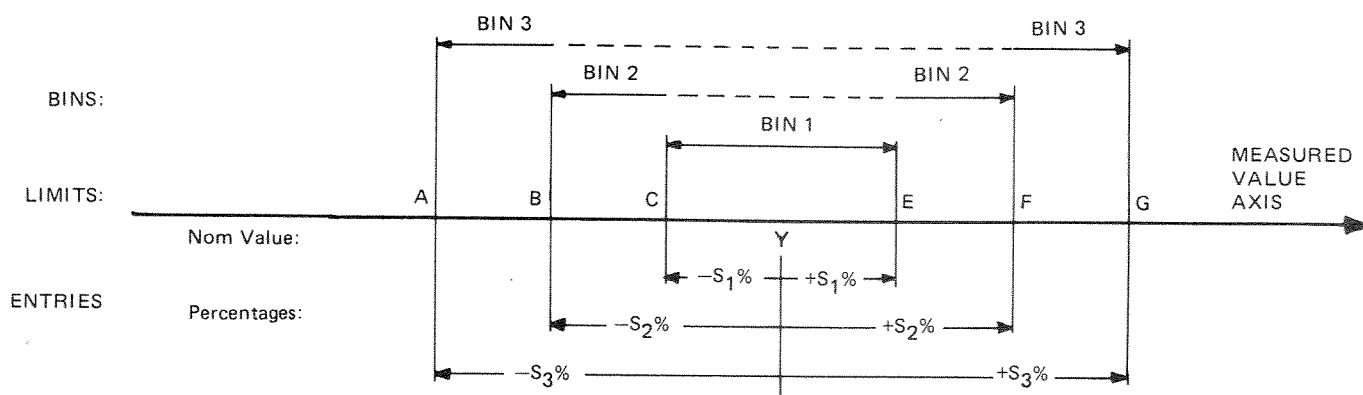 BIN 3 BIN 3
BIN 2 BIN 2
BINS:
BIN 1
MEASURED
VALUE
AXIS
LIMITS: A B C E F G
Nom Value: Y
−S1% +S1%
ENTRIES
Percentages:
−S2% +S2%
−S3% +S3%